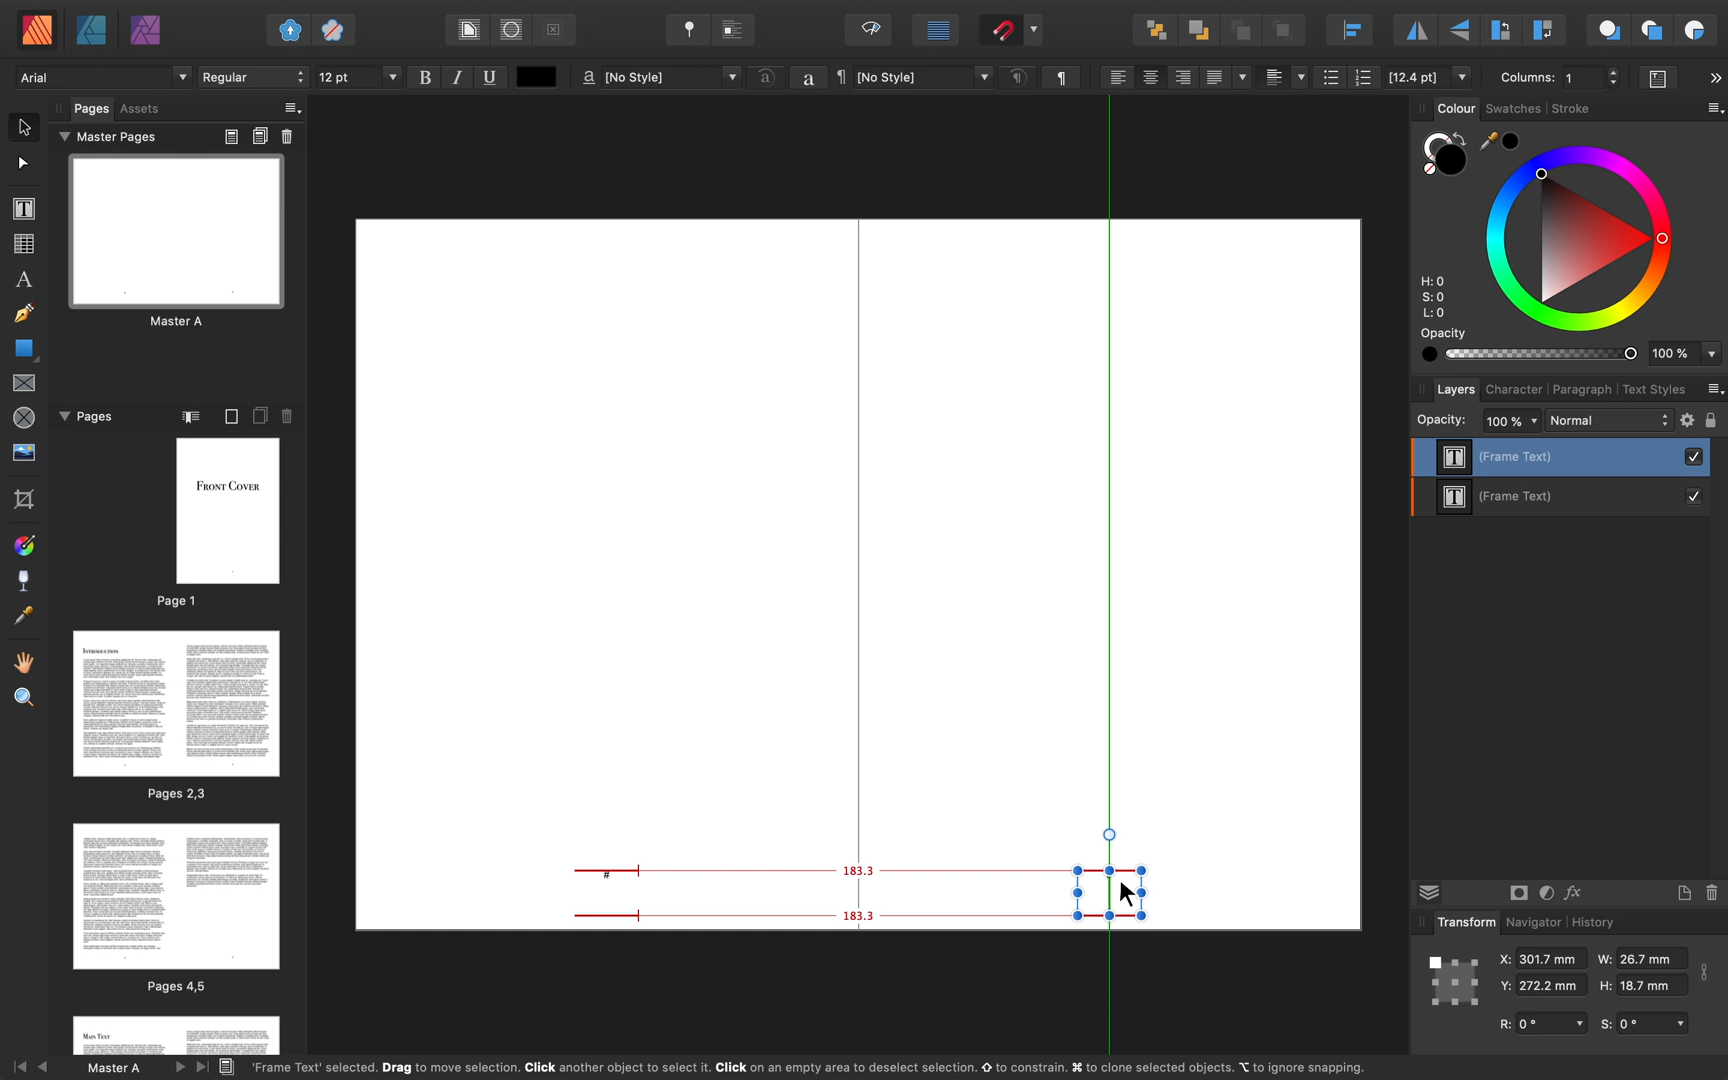 Arial Regular 12 pt B I U a [No Style] a a ¶ [No Style] ¶ ¶ [12.4 pt] Columns: 1
Pages Assets
Master Pages
Master A
Pages
Front Cover
Page 1
Introduction
Pages 2,3
Pages 4,5
Main Text
183.3
#
183.3
Colour Swatches Stroke
H: 0
S: 0
L: 0
Opacity
100 %
Layers Character Paragraph Text Styles
Opacity: 100 % Normal
(Frame Text)
(Frame Text)
fx
Transform Navigator History
X: 301.7 mm W: 26.7 mm
Y: 272.2 mm H: 18.7 mm
R: 0 ° S: 0 °
Master A 'Frame Text' selected. Drag to move selection. Click another object to select it. Click on an empty area to deselect selection. ⇧ to constrain. ⌘ to clone selected objects. ⌥ to ignore snapping.